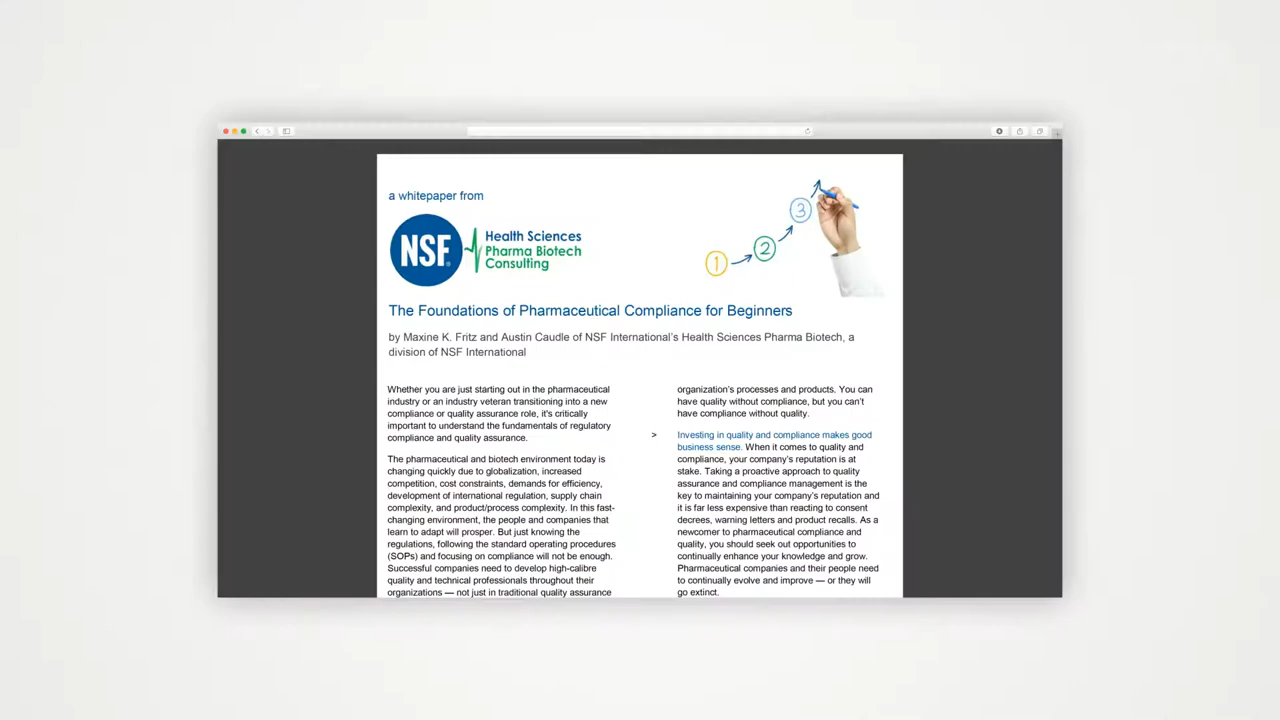 a whitepaper from
NSF®
Health Sciences
Pharma Biotech
Consulting
1
2
3
The Foundations of Pharmaceutical Compliance for Beginners
by Maxine K. Fritz and Austin Caudle of NSF International's Health Sciences Pharma Biotech, a
division of NSF International
Whether you are just starting out in the pharmaceutical
industry or an industry veteran transitioning into a new
compliance or quality assurance role, it's critically
important to understand the fundamentals of regulatory
compliance and quality assurance.
The pharmaceutical and biotech environment today is
changing quickly due to globalization, increased
competition, cost constraints, demands for efficiency,
development of international regulation, supply chain
complexity, and product/process complexity. In this fast-
changing environment, the people and companies that
learn to adapt will prosper. But just knowing the
regulations, following the standard operating procedures
(SOPs) and focusing on compliance will not be enough.
Successful companies need to develop high-calibre
quality and technical professionals throughout their
organizations — not just in traditional quality assurance
organization's processes and products. You can
have quality without compliance, but you can't
have compliance without quality.
> Investing in quality and compliance makes good
business sense. When it comes to quality and
compliance, your company's reputation is at
stake. Taking a proactive approach to quality
assurance and compliance management is the
key to maintaining your company's reputation and
it is far less expensive than reacting to consent
decrees, warning letters and product recalls. As a
newcomer to pharmaceutical compliance and
quality, you should seek out opportunities to
continually enhance your knowledge and grow.
Pharmaceutical companies and their people need
to continually evolve and improve — or they will
go extinct.